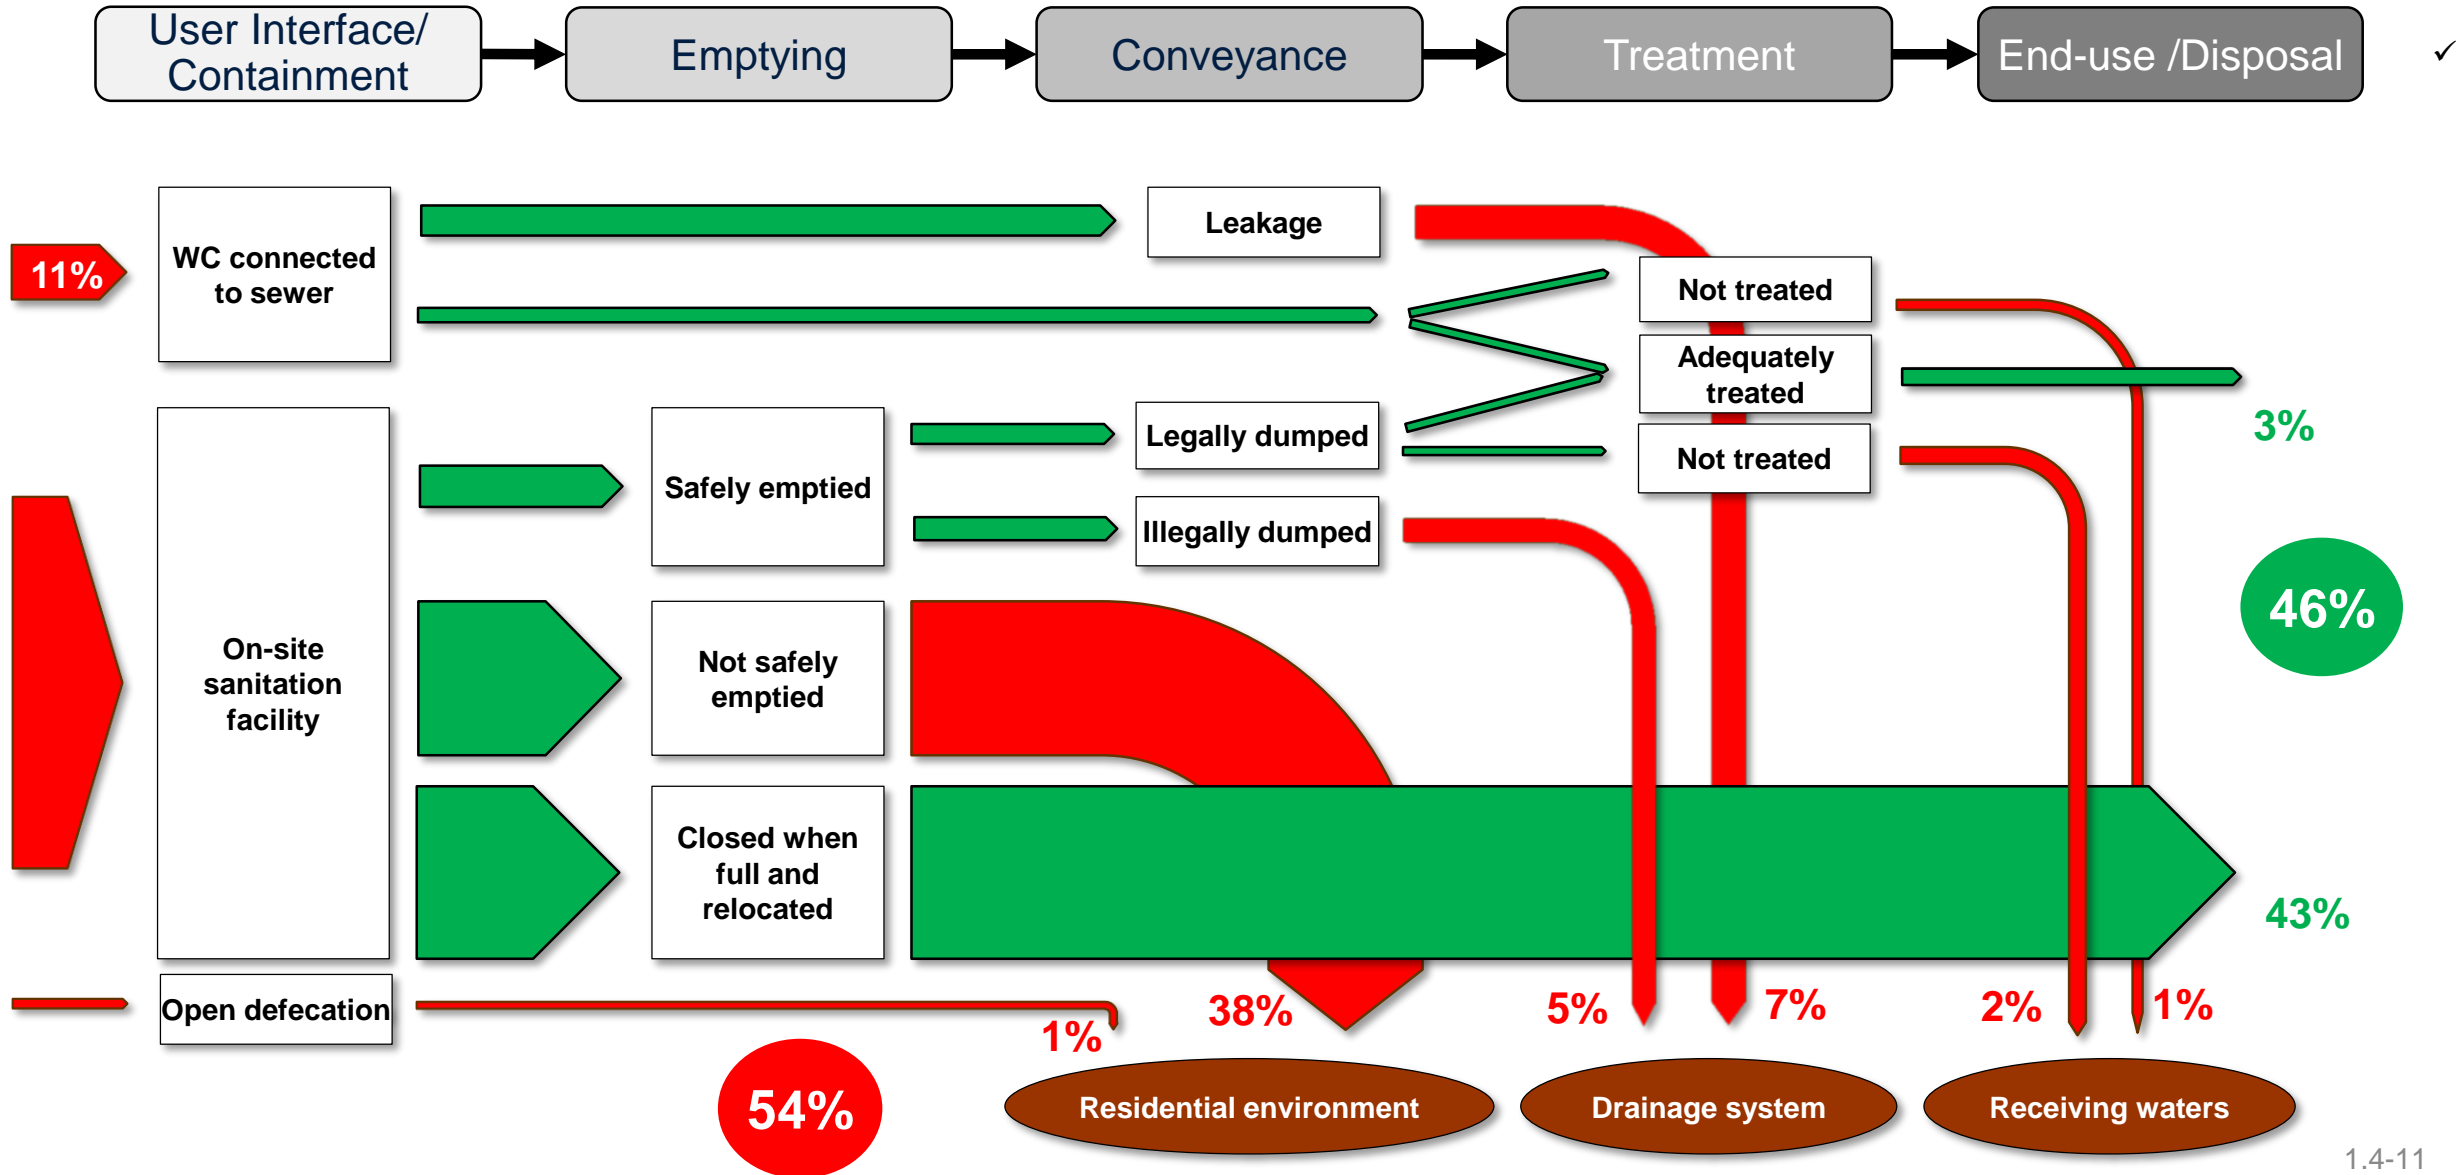 User Interface/
Containment
Emptying
Conveyance
Treatment
End-use /Disposal
✓
11%
WC connected
to sewer
Leakage
Not treated
Adequately
treated
3%
Legally dumped
Not treated
Safely emptied
Illegally dumped
46%
On-site
sanitation
facility
Not safely
emptied
Closed when
full and
relocated
43%
Open defecation
1%
38%
5%
7%
2%
1%
54%
Residential environment
Drainage system
Receiving waters
1.4-11